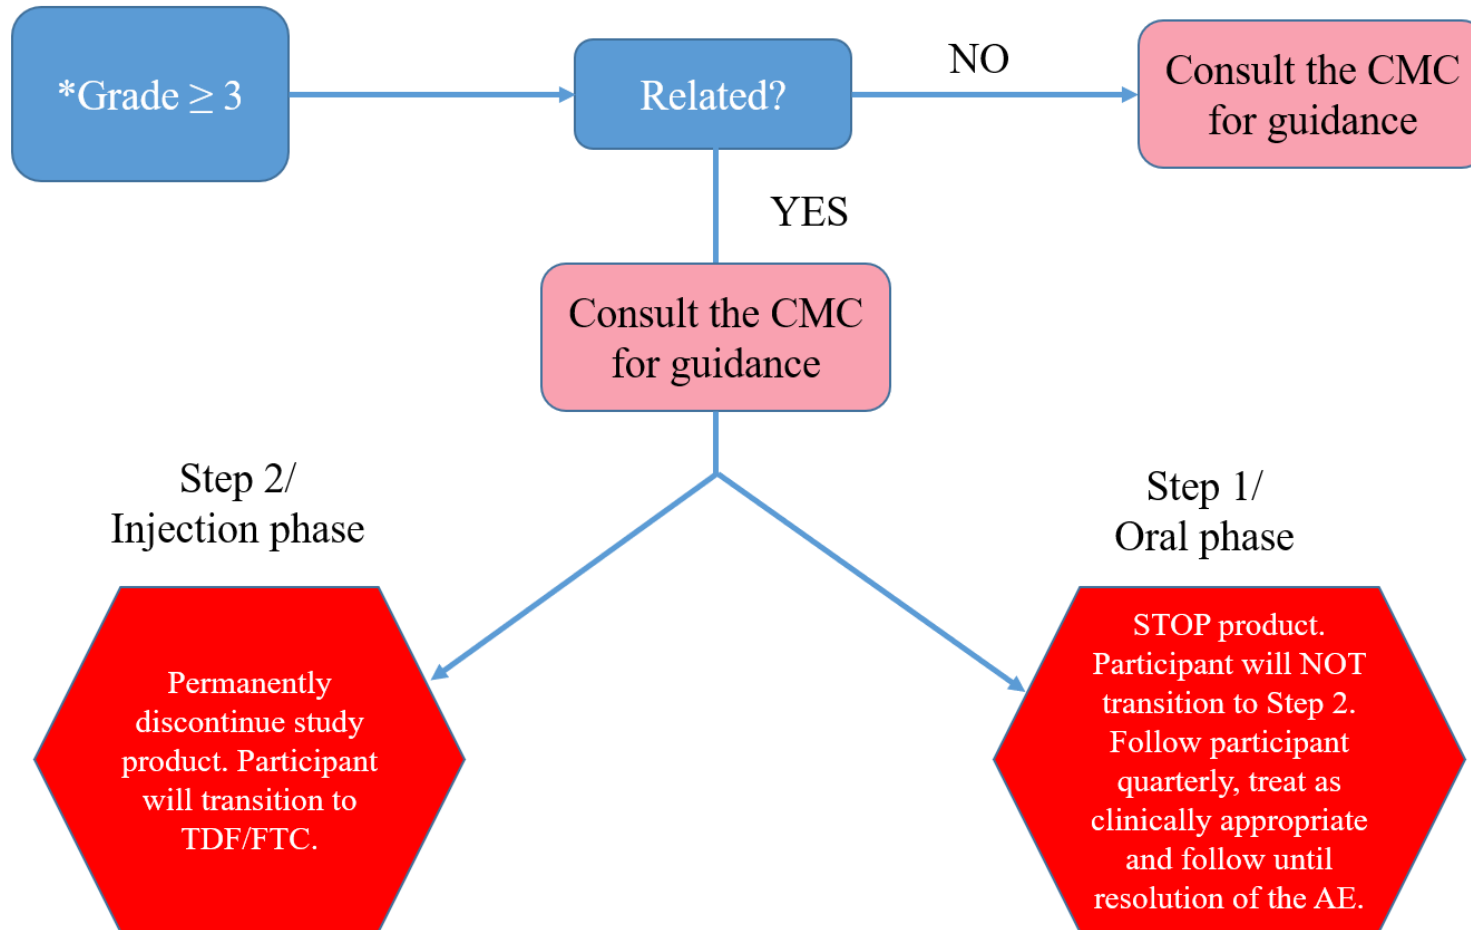 *Grade ≥ 3
Related?
NO
Consult the CMC
for guidance
YES
Consult the CMC
for guidance
Step 2/
Injection phase
Step 1/
Oral phase
Permanently
discontinue study
product. Participant
will transition to
TDF/FTC.
STOP product.
Participant will NOT
transition to Step 2.
Follow participant
quarterly, treat as
clinically appropriate
and follow until
resolution of the AE.